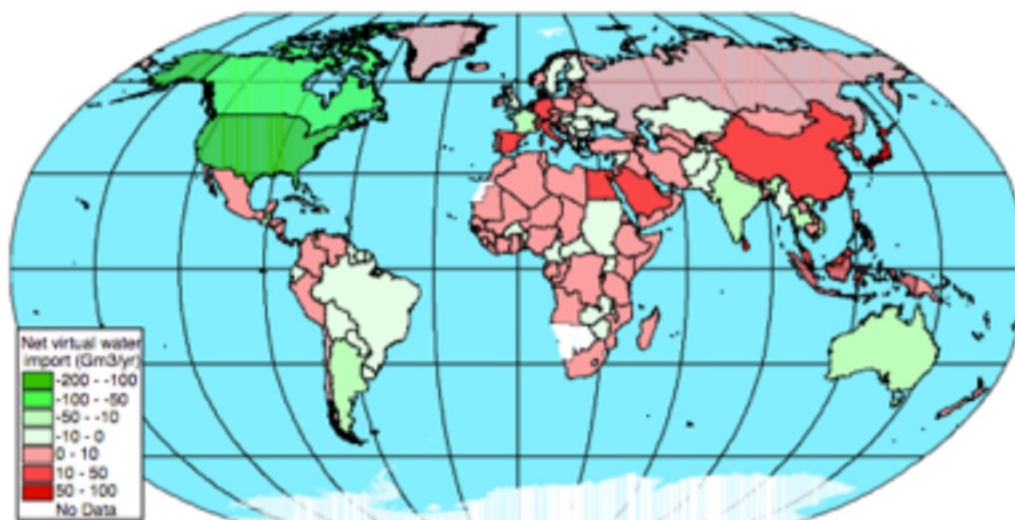 Net virtual water
import (Gm3/yr)
-200 - -100
-100 - -50
-50 - -10
-10 - 0
0 - 10
10 - 50
50 - 100
No Data